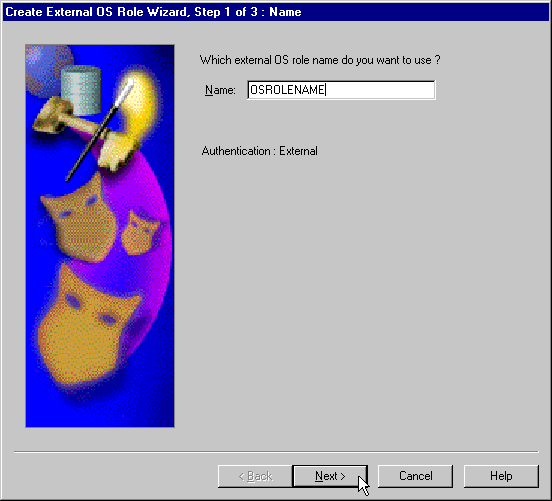 Create External OS Role Wizard, Step 1 of 3 : Name
Which external OS role name do you want to use ?
Name: OSROLENAME
Authentication : External
< Back Next > Cancel Help